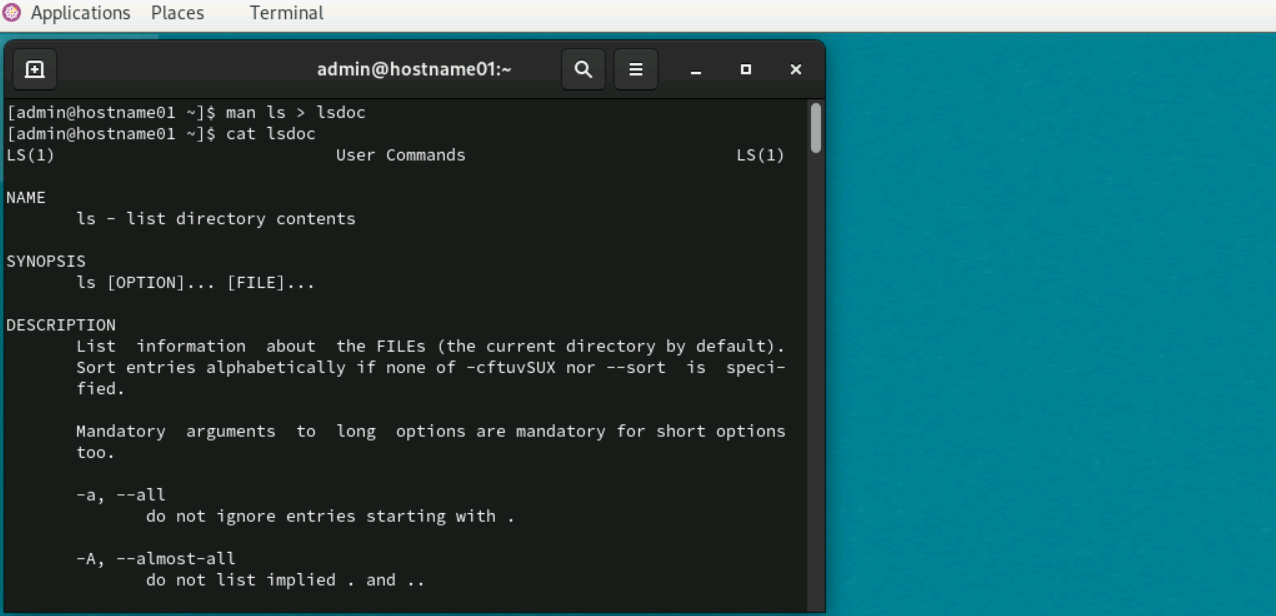 Applications Places Terminal
admin@hostname01:~
[admin@hostname01 ~]$ man ls > lsdoc
[admin@hostname01 ~]$ cat lsdoc
LS(1) User Commands LS(1)
NAME
ls - list directory contents
SYNOPSIS
ls [OPTION]... [FILE]...
DESCRIPTION
List information about the FILEs (the current directory by default).
Sort entries alphabetically if none of -cftuvSUX nor --sort is speci-
fied.
Mandatory arguments to long options are mandatory for short options
too.
-a, --all
do not ignore entries starting with .
-A, --almost-all
do not list implied . and ..